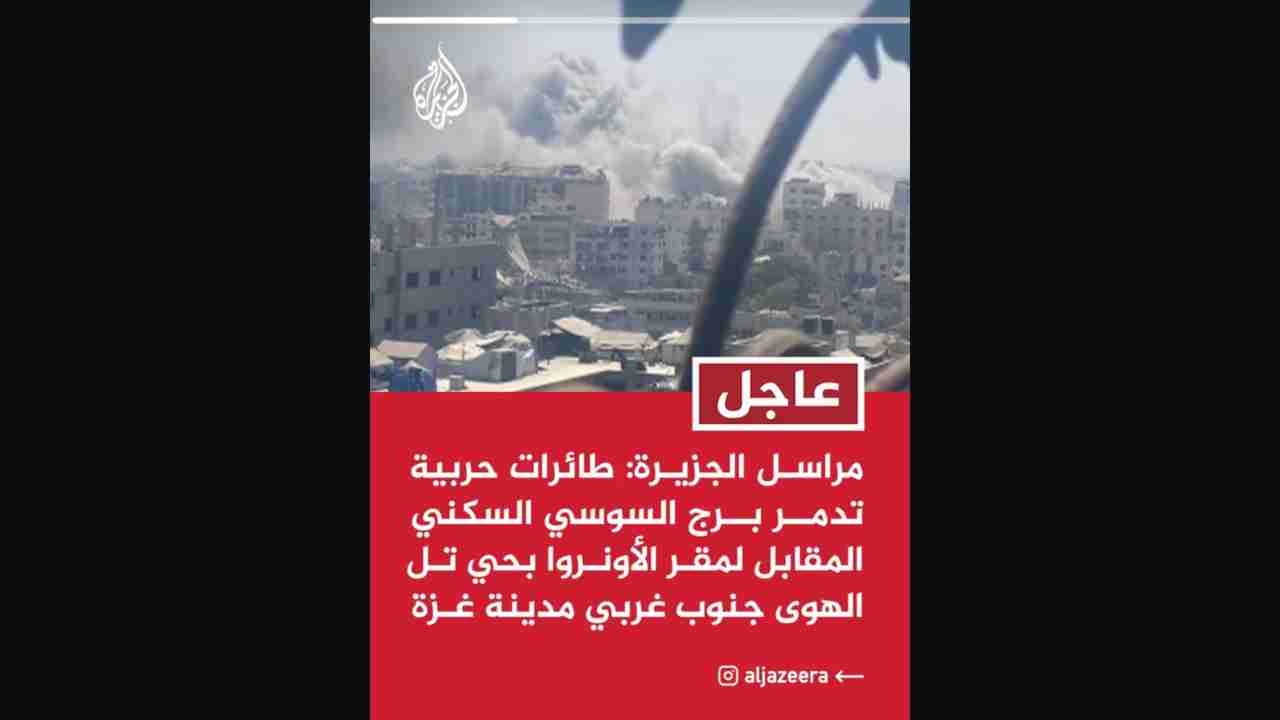 الجزيرة
عاجل
مراسل الجزيرة: طائرات حربية
تدمر برج السوسي السكني
المقابل لمقر الأونروا بحي تل
الهوى جنوب غربي مدينة غزة
aljazeera